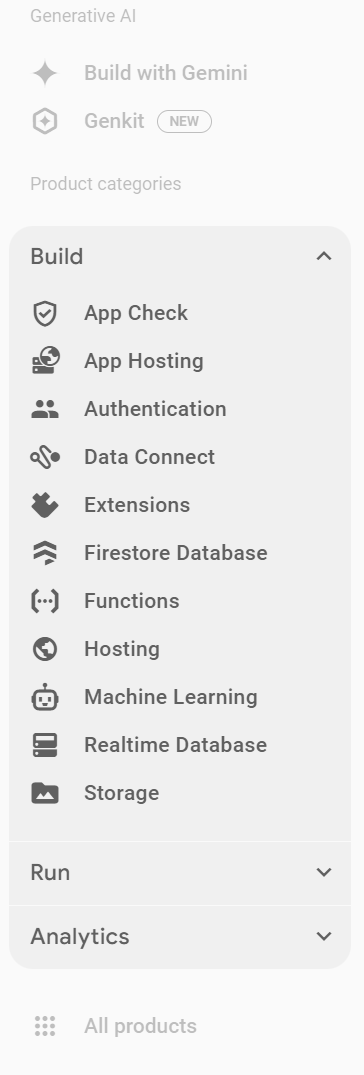 Generative AI
Build with Gemini
Genkit NEW
Product categories
Build
App Check
App Hosting
Authentication
Data Connect
Extensions
Firestore Database
Functions
Hosting
Machine Learning
Realtime Database
Storage
Run
Analytics
All products